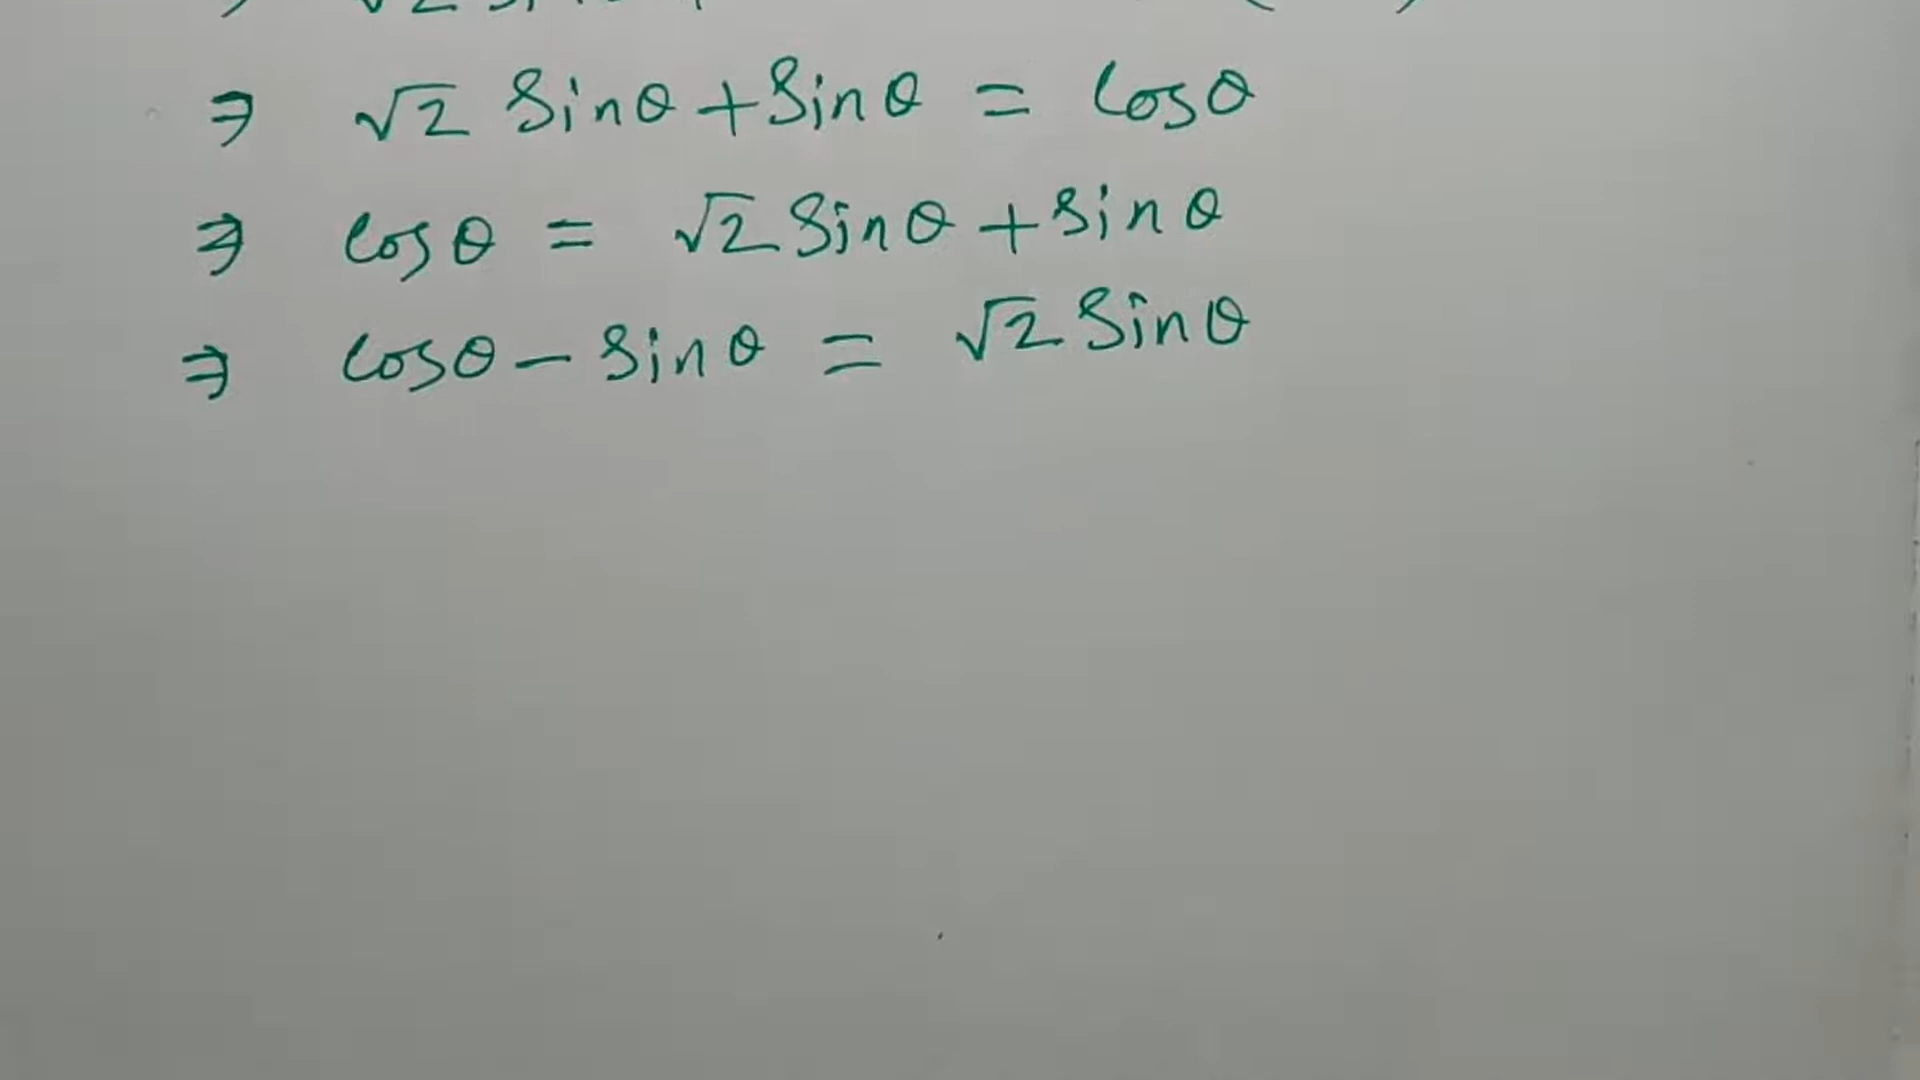 ⇒ √2 Sinθ + Sinθ = Cosθ
⇒ Cosθ = √2 Sinθ + Sinθ
⇒ Cosθ - Sinθ = √2 Sinθ